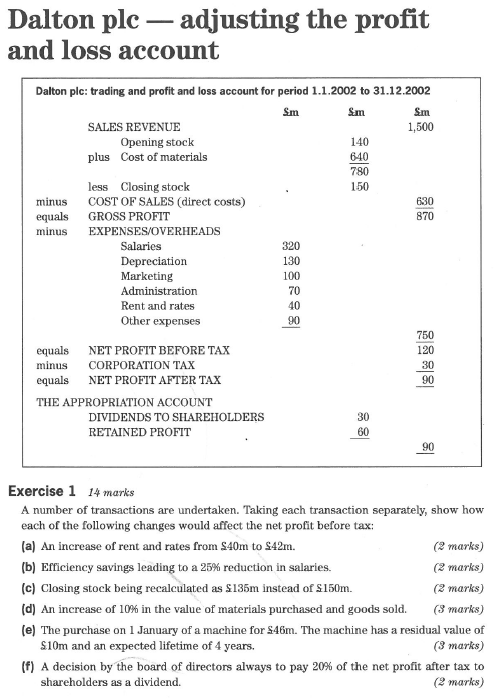 Dalton plc — adjusting the profit
and loss account
Dalton plc: trading and profit and loss account for period 1.1.2002 to 31.12.2002
£m £m £m
SALES REVENUE 1,500
Opening stock 140
plus Cost of materials 640
780
less Closing stock 150
minus COST OF SALES (direct costs) 630
equals GROSS PROFIT 870
minus EXPENSES/OVERHEADS
Salaries 320
Depreciation 130
Marketing 100
Administration 70
Rent and rates 40
Other expenses 90
750
equals NET PROFIT BEFORE TAX 120
minus CORPORATION TAX 30
equals NET PROFIT AFTER TAX 90
THE APPROPRIATION ACCOUNT
DIVIDENDS TO SHAREHOLDERS 30
RETAINED PROFIT 60
90
Exercise 1 14 marks
A number of transactions are undertaken. Taking each transaction separately, show how
each of the following changes would affect the net profit before tax:
(a) An increase of rent and rates from £40m to £42m. (2 marks)
(b) Efficiency savings leading to a 25% reduction in salaries. (2 marks)
(c) Closing stock being recalculated as £135m instead of £150m. (2 marks)
(d) An increase of 10% in the value of materials purchased and goods sold. (3 marks)
(e) The purchase on 1 January of a machine for £46m. The machine has a residual value of
£10m and an expected lifetime of 4 years. (3 marks)
(f) A decision by the board of directors always to pay 20% of the net profit after tax to
shareholders as a dividend. (2 marks)